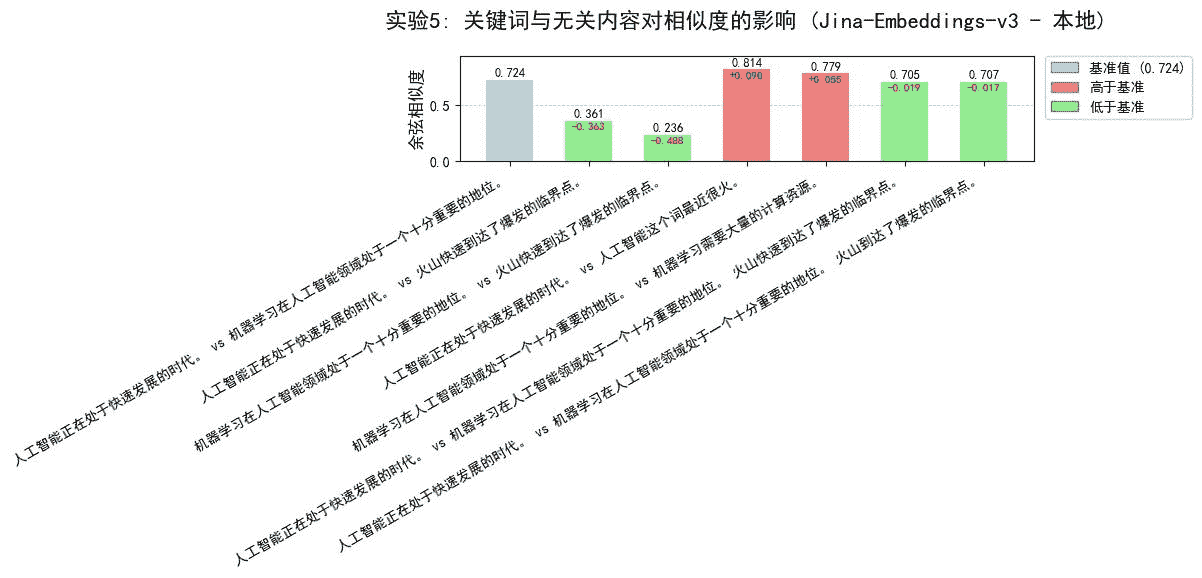 实验5: 关键词与无关内容对相似度的影响 (Jina-Embeddings-v3 - 本地)
余弦相似度
0.5
0.0
0.724
0.361
-0.363
0.236
-0.488
0.814
+0.090
0.779
+0.055
0.705
-0.019
0.707
-0.017
基准值 (0.724)
高于基准
低于基准
人工智能正在处于快速发展的时代。 vs 机器学习在人工智能领域处于一个十分重要的地位。
人工智能正在处于快速发展的时代。 vs 火山快速到达了爆发的临界点。
机器学习在人工智能领域处于一个十分重要的地位。 vs 火山快速到达了爆发的临界点。
人工智能正在处于快速发展的时代。 vs 人工智能这个词最近很火。
机器学习在人工智能领域处于一个十分重要的地位。 vs 机器学习需要大量的计算资源。
人工智能正在处于快速发展的时代。 vs 机器学习在人工智能领域处于一个十分重要的地位。 火山快速到达了爆发的临界点。
人工智能正在处于快速发展的时代。 vs 机器学习在人工智能领域处于一个十分重要的地位。 火山到达了爆发的临界点。